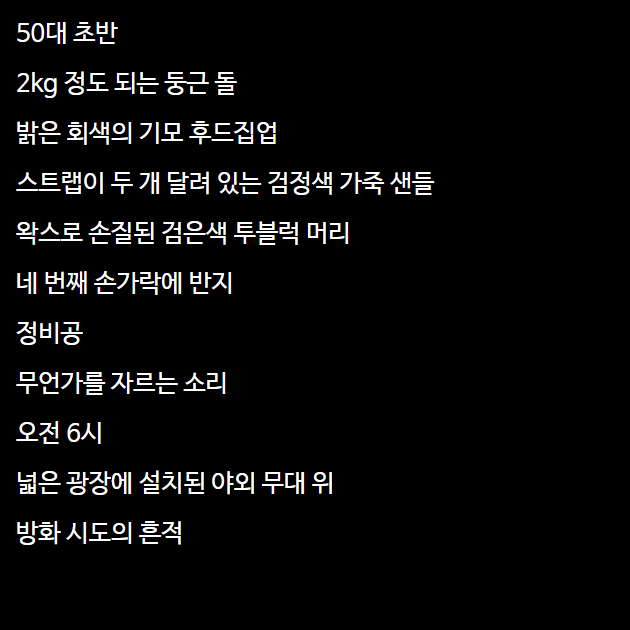 50대 초반
2kg 정도 되는 둥근 돌
밝은 회색의 기모 후드집업
스트랩이 두 개 달려 있는 검정색 가죽 샌들
왁스로 손질된 검은색 투블럭 머리
네 번째 손가락에 반지
정비공
무언가를 자르는 소리
오전 6시
넓은 광장에 설치된 야외 무대 위
방화 시도의 흔적